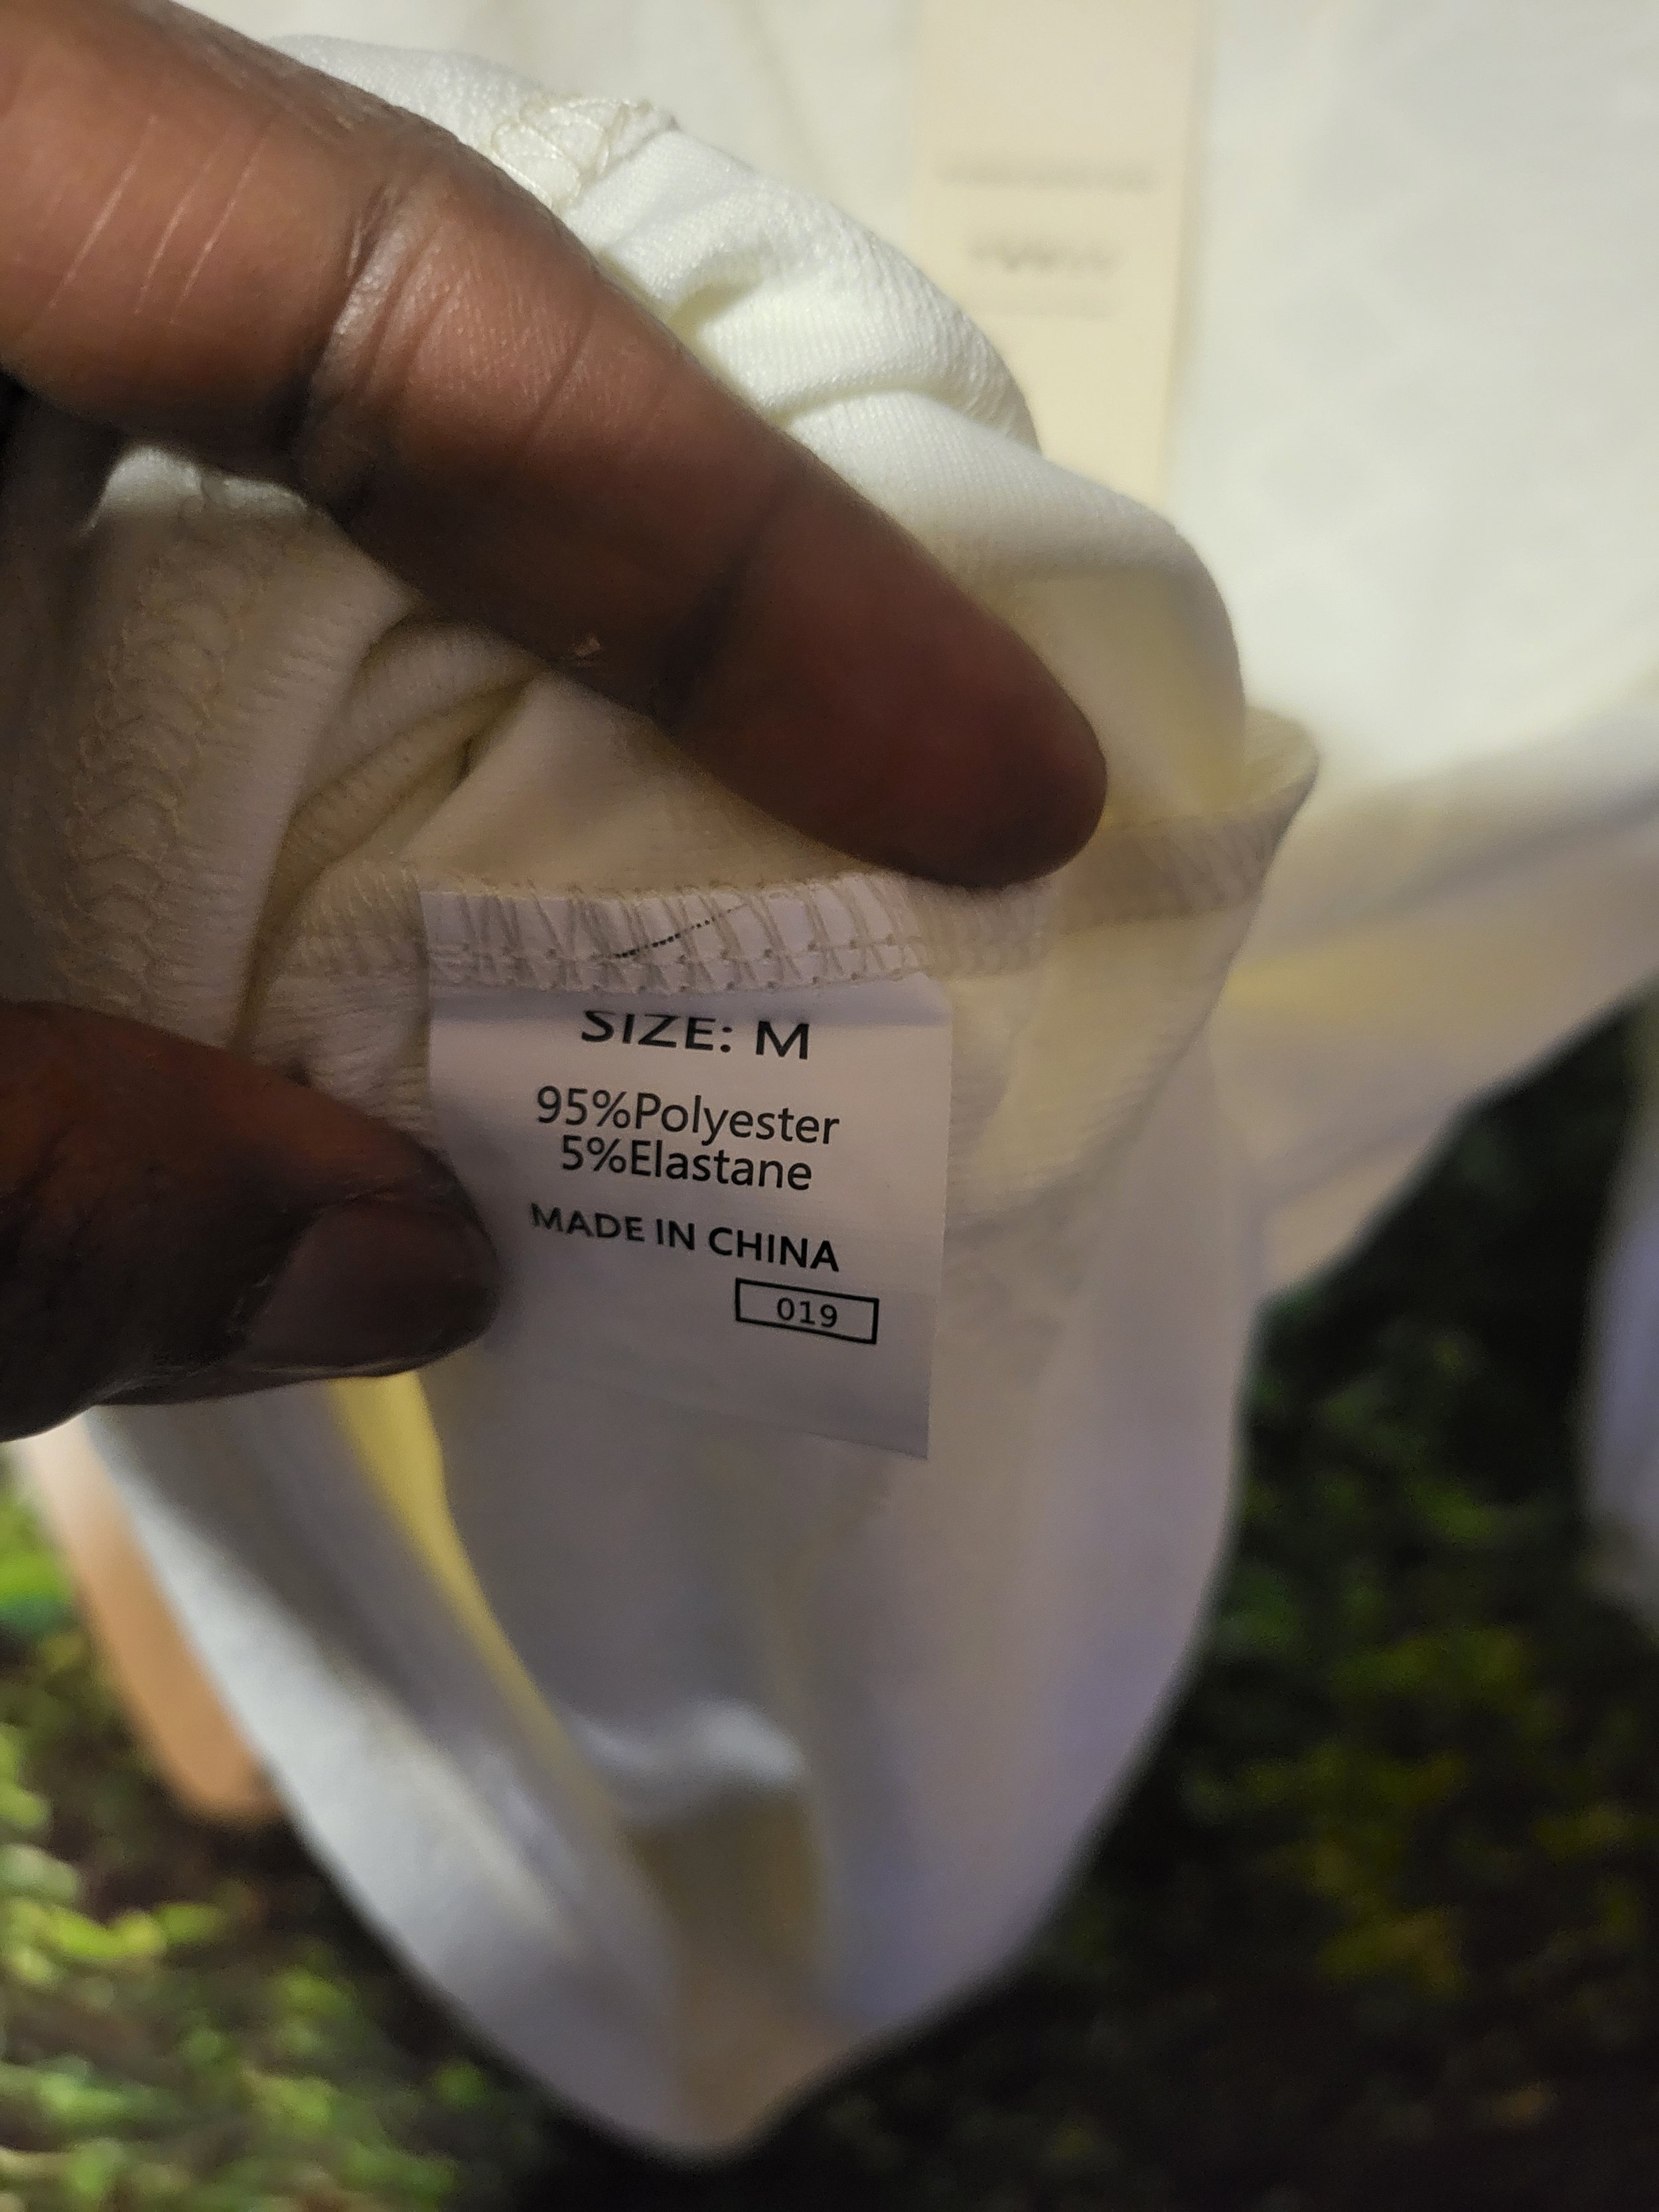 SIZE: M
95%Polyester
5%Elastane
MADE IN CHINA
019